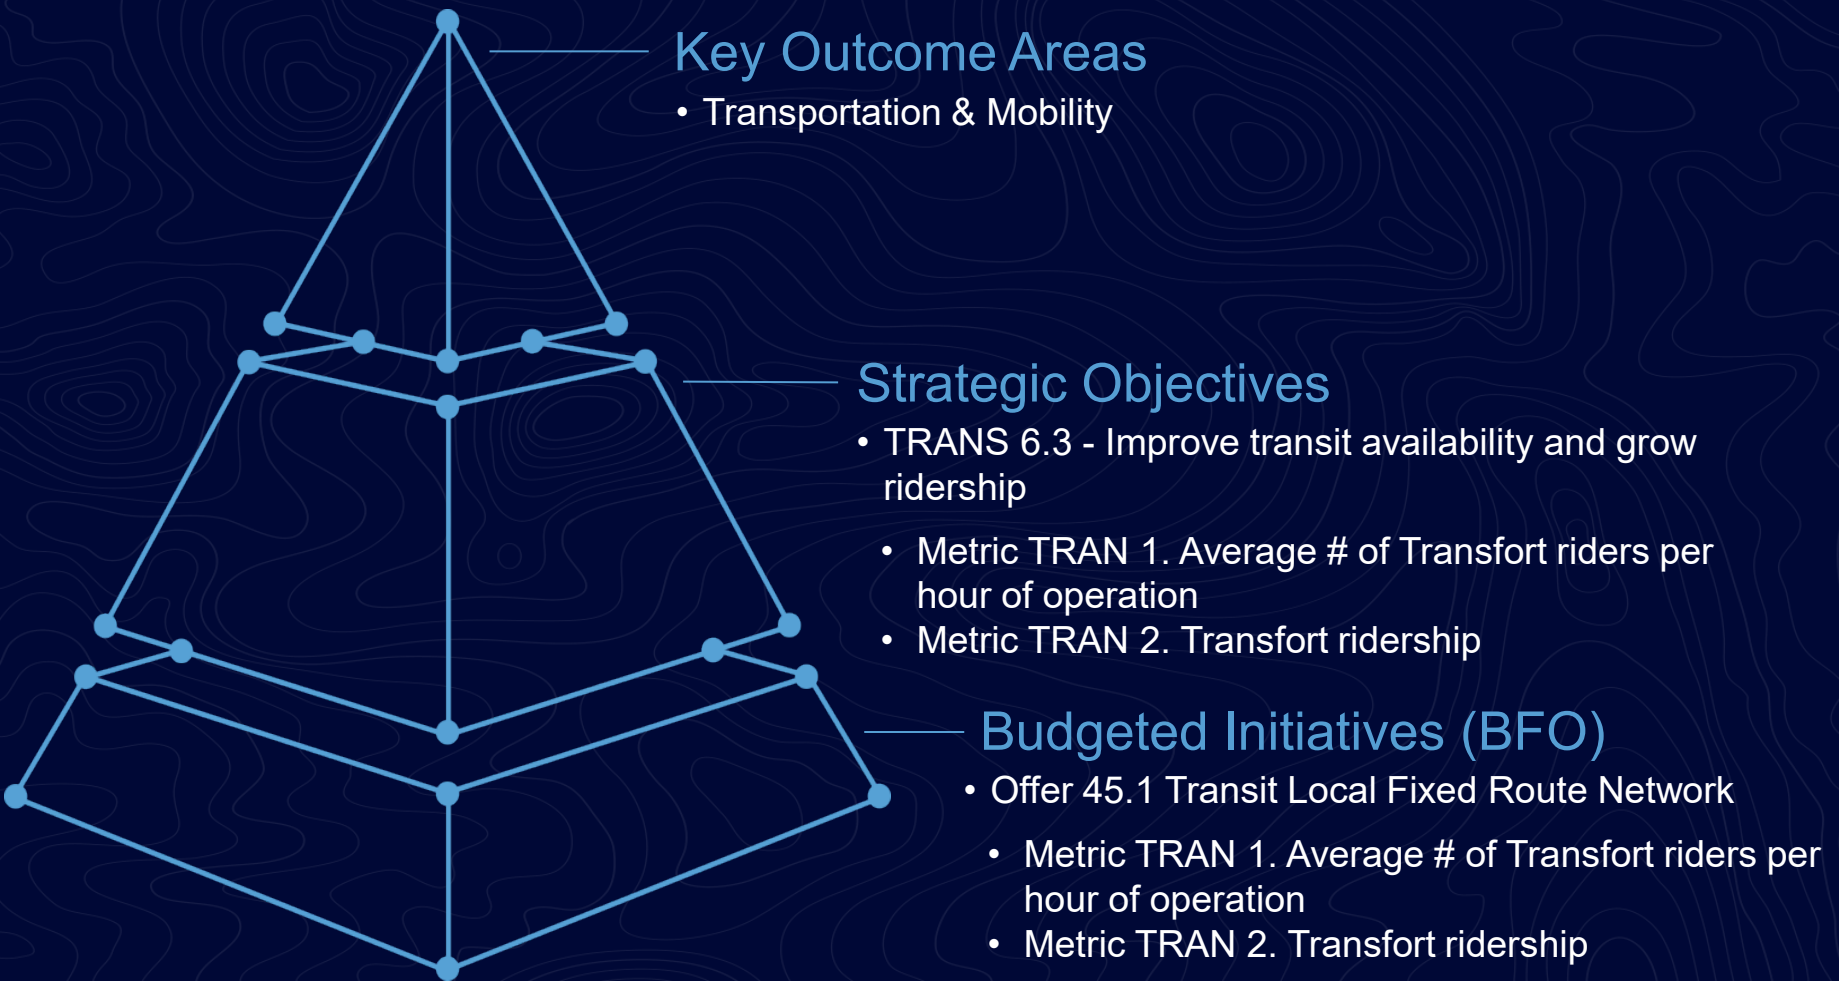 Key Outcome Areas
• Transportation & Mobility
Strategic Objectives
• TRANS 6.3 - Improve transit availability and grow
ridership
• Metric TRAN 1. Average # of Transfort riders per
hour of operation
• Metric TRAN 2. Transfort ridership
Budgeted Initiatives (BFO)
• Offer 45.1 Transit Local Fixed Route Network
• Metric TRAN 1. Average # of Transfort riders per
hour of operation
• Metric TRAN 2. Transfort ridership